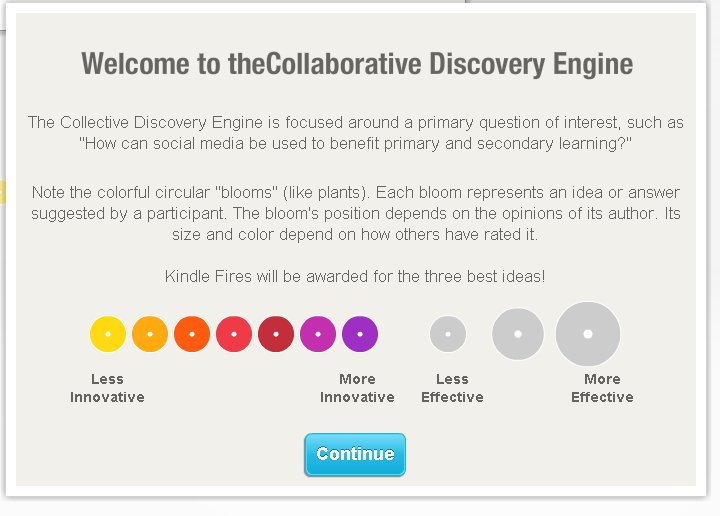 Welcome to theCollaborative Discovery Engine
The Collective Discovery Engine is focused around a primary question of interest, such as
"How can social media be used to benefit primary and secondary learning?"
Note the colorful circular "blooms" (like plants). Each bloom represents an idea or answer
suggested by a participant. The bloom's position depends on the opinions of its author. Its
size and color depend on how others have rated it.
Kindle Fires will be awarded for the three best ideas!
Less More Less More
Innovative Innovative Effective Effective
Continue